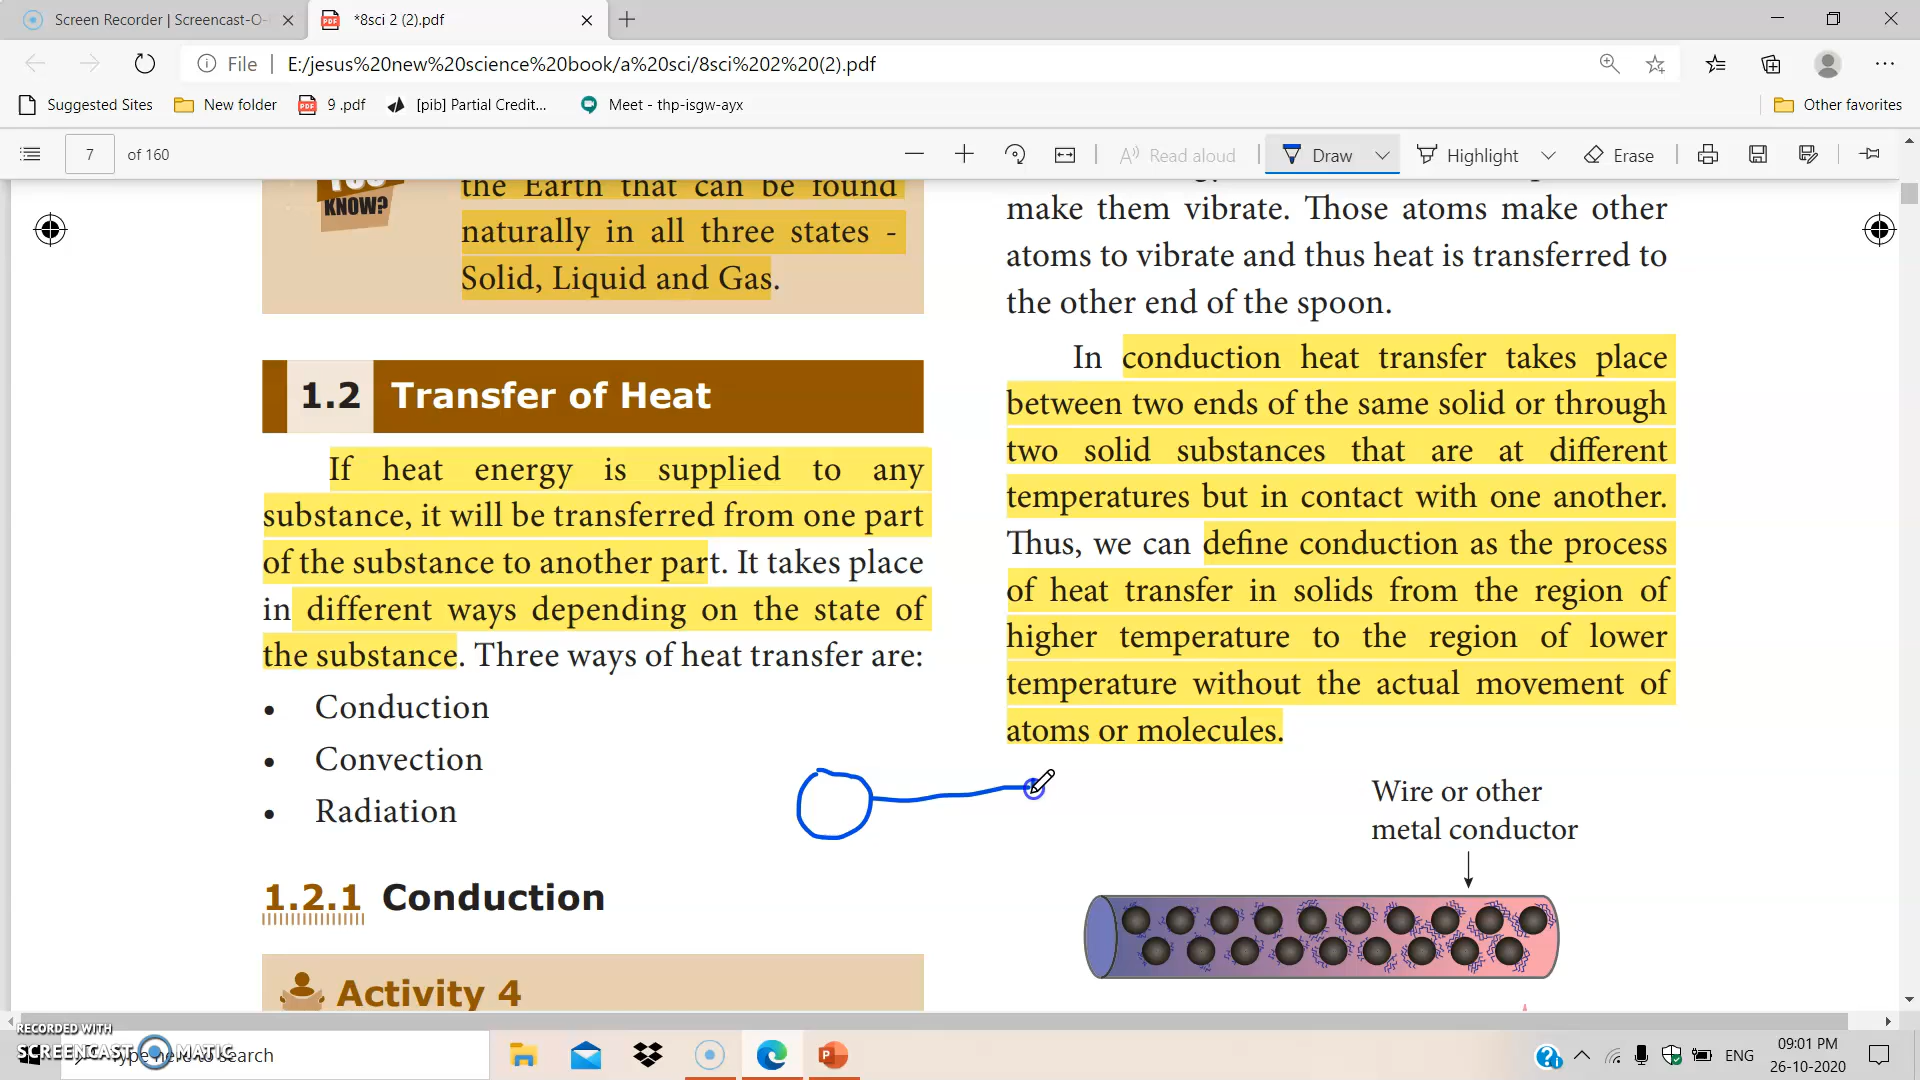 Screen Recorder | Screencast-O-
*8sci 2 (2).pdf
File
E:/jesus%20new%20science%20book/a%20sci/8sci%202%20(2).pdf
Suggested Sites
New folder
9 .pdf
[pib] Partial Credit...
Meet - thp-isgw-ayx
Other favorites
7 of 160
Read aloud
Draw
Highlight
Erase
KNOW?
the Earth that can be found
naturally in all three states -
Solid, Liquid and Gas.
1.2 Transfer of Heat
If heat energy is supplied to any
substance, it will be transferred from one part
of the substance to another part. It takes place
in different ways depending on the state of
the substance. Three ways of heat transfer are:
• Conduction
• Convection
• Radiation
1.2.1 Conduction
Activity 4
make them vibrate. Those atoms make other
atoms to vibrate and thus heat is transferred to
the other end of the spoon.
In conduction heat transfer takes place
between two ends of the same solid or through
two solid substances that are at different
temperatures but in contact with one another.
Thus, we can define conduction as the process
of heat transfer in solids from the region of
higher temperature to the region of lower
temperature without the actual movement of
atoms or molecules.
Wire or other
metal conductor
RECORDED WITH
SCREENCAST MATIC
Type here to search
ENG
09:01 PM
26-10-2020